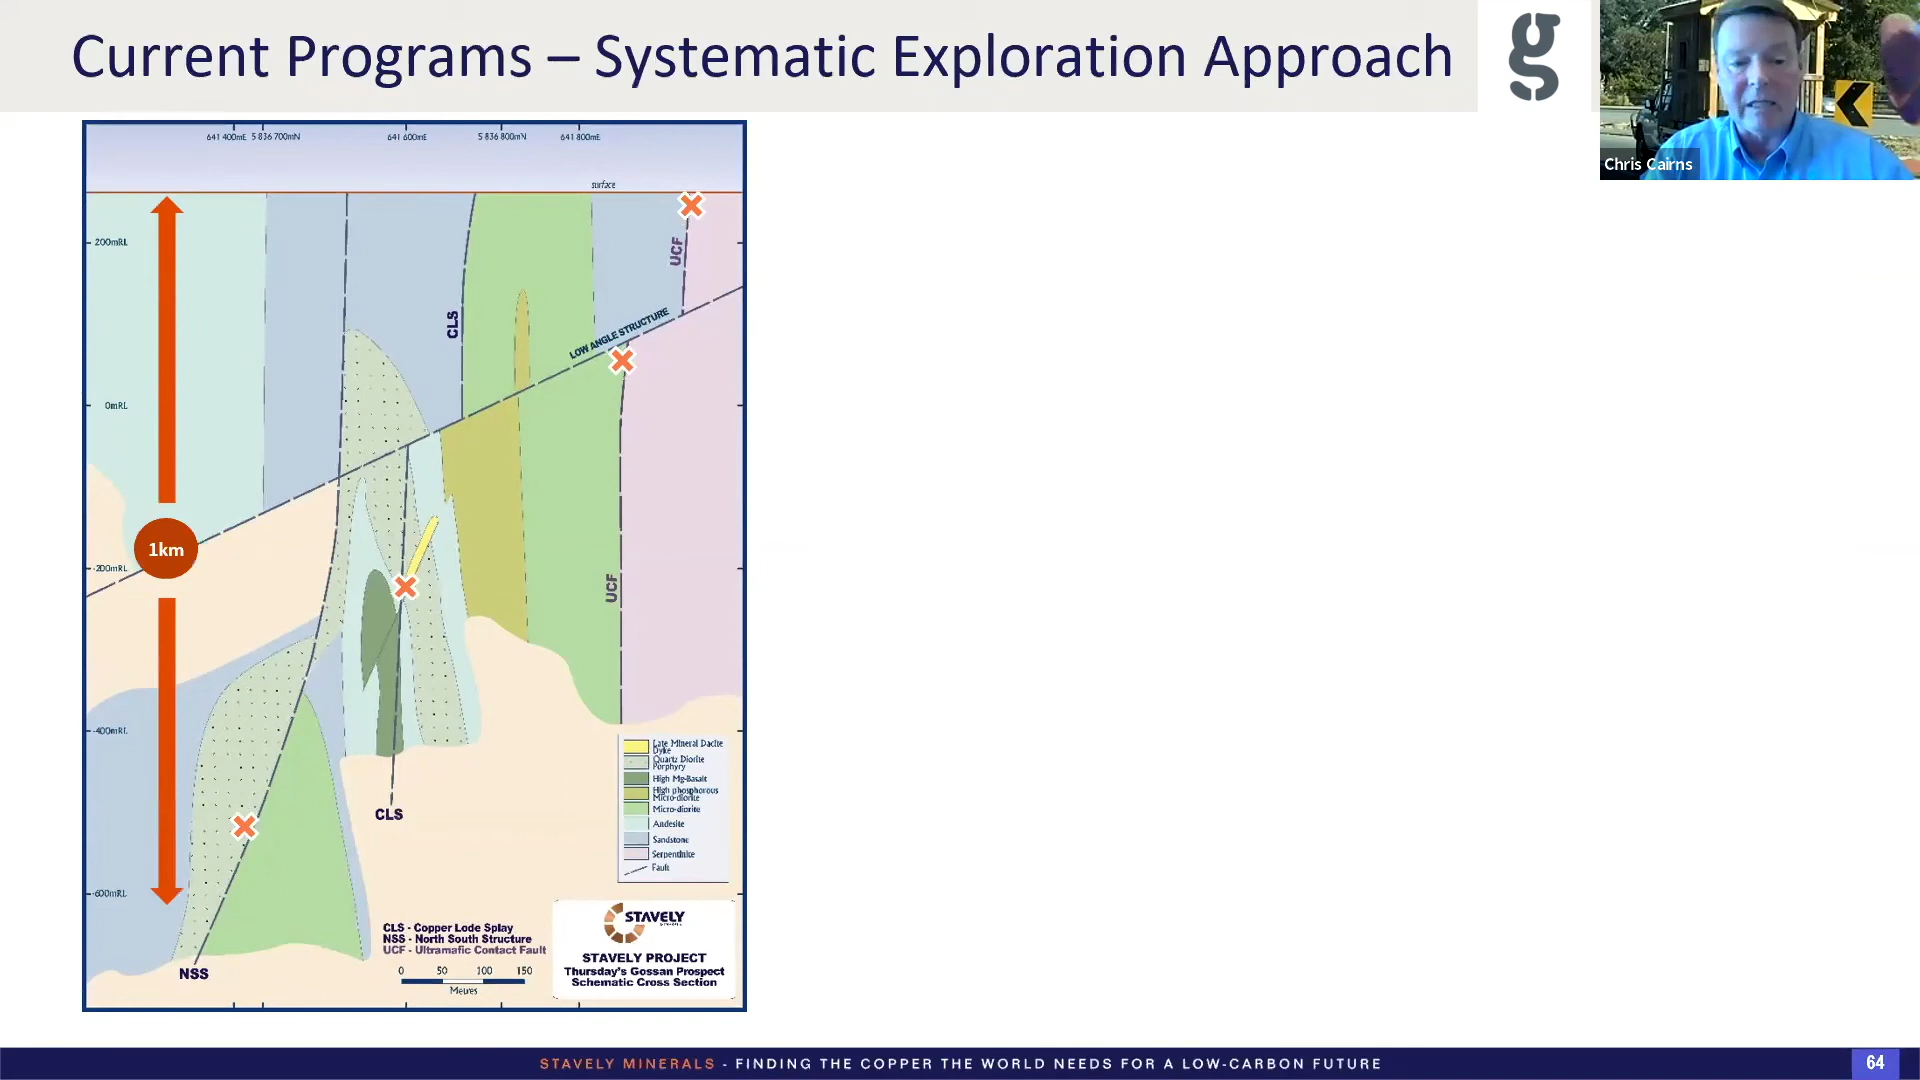 Current Programs – Systematic Exploration Approach
g
Chris Cairns
641 400mE 5 836 700mN 641 600mE 5 836 800mN 641 800mE
surface
200mRL
UCF
CLS
LOW ANGLE STRUCTURE
0mRL
1km
-200mRL
UCF
-400mRL
Late Mineral Dacite
Dyke
Quartz Diorite
Porphyry
High Mg-Basalt
High phosphorous
Micro-diorite
Micro-diorite
Andesite
Sandstone
Serpentinite
Fault
CLS
-600mRL
CLS - Copper Lode Splay
NSS - North South Structure
UCF - Ultramafic Contact Fault
0 50 100 150
Metres
NSS
STAVELY
STAVELY PROJECT
Thursday's Gossan Prospect
Schematic Cross Section
STAVELY MINERALS - FINDING THE COPPER THE WORLD NEEDS FOR A LOW-CARBON FUTURE
64